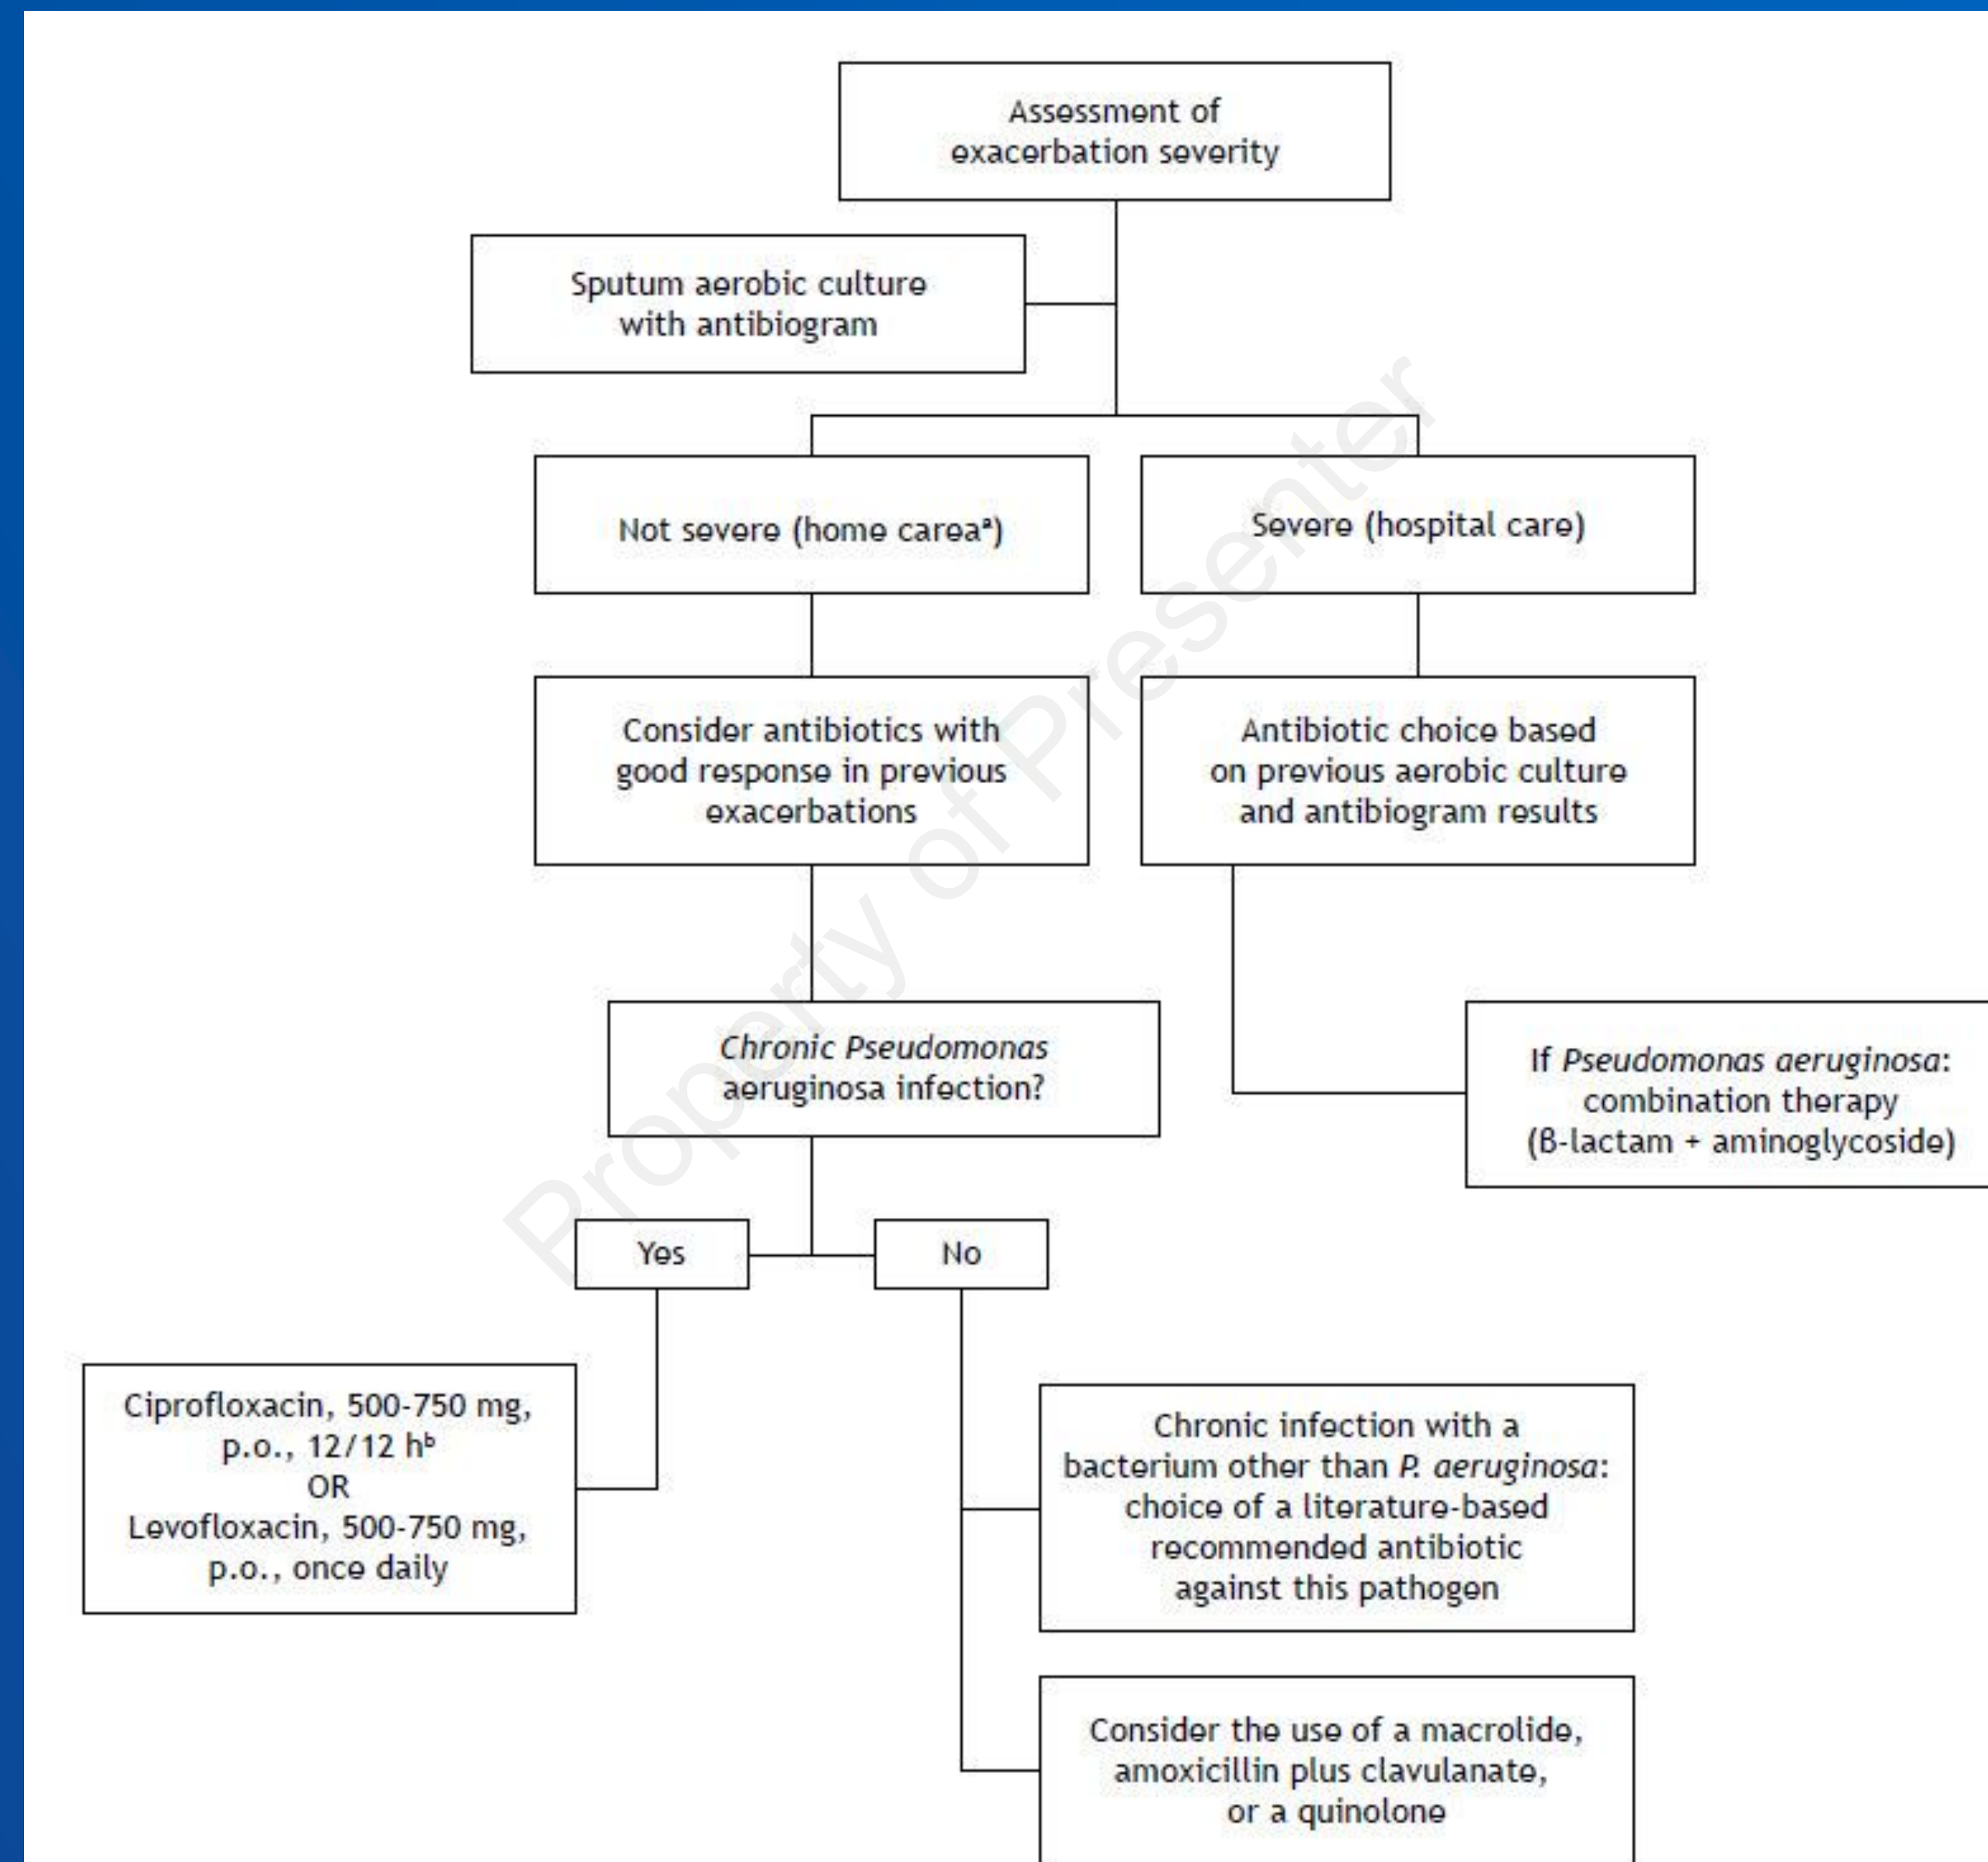 Assessment of
exacerbation severity
Sputum aerobic culture
with antibiogram
Not severe (home careaª)
Severe (hospital care)
Consider antibiotics with
good response in previous
exacerbations
Antibiotic choice based
on previous aerobic culture
and antibiogram results
Chronic Pseudomonas
aeruginosa infection?
If Pseudomonas aeruginosa:
combination therapy
(β-lactam + aminoglycoside)
Yes
No
Ciprofloxacin, 500-750 mg,
p.o., 12/12 hᵇ
OR
Levofloxacin, 500-750 mg,
p.o., once daily
Chronic infection with a
bacterium other than P. aeruginosa:
choice of a literature-based
recommended antibiotic
against this pathogen
Consider the use of a macrolide,
amoxicillin plus clavulanate,
or a quinolone
Property of Presenter